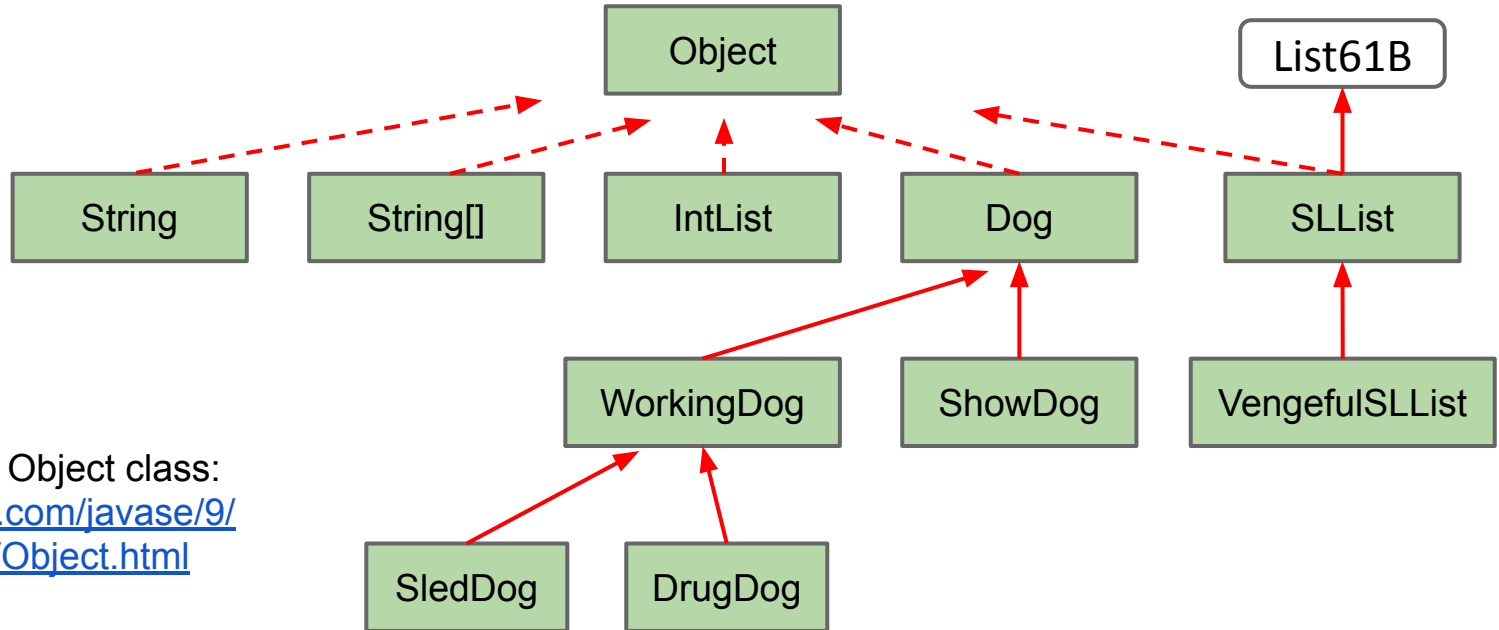 Object
List61B
String
String[]
IntList
Dog
SLList
WorkingDog
ShowDog
VengefulSLList
Object class:
.com/javase/9/
/Object.html
SledDog
DrugDog